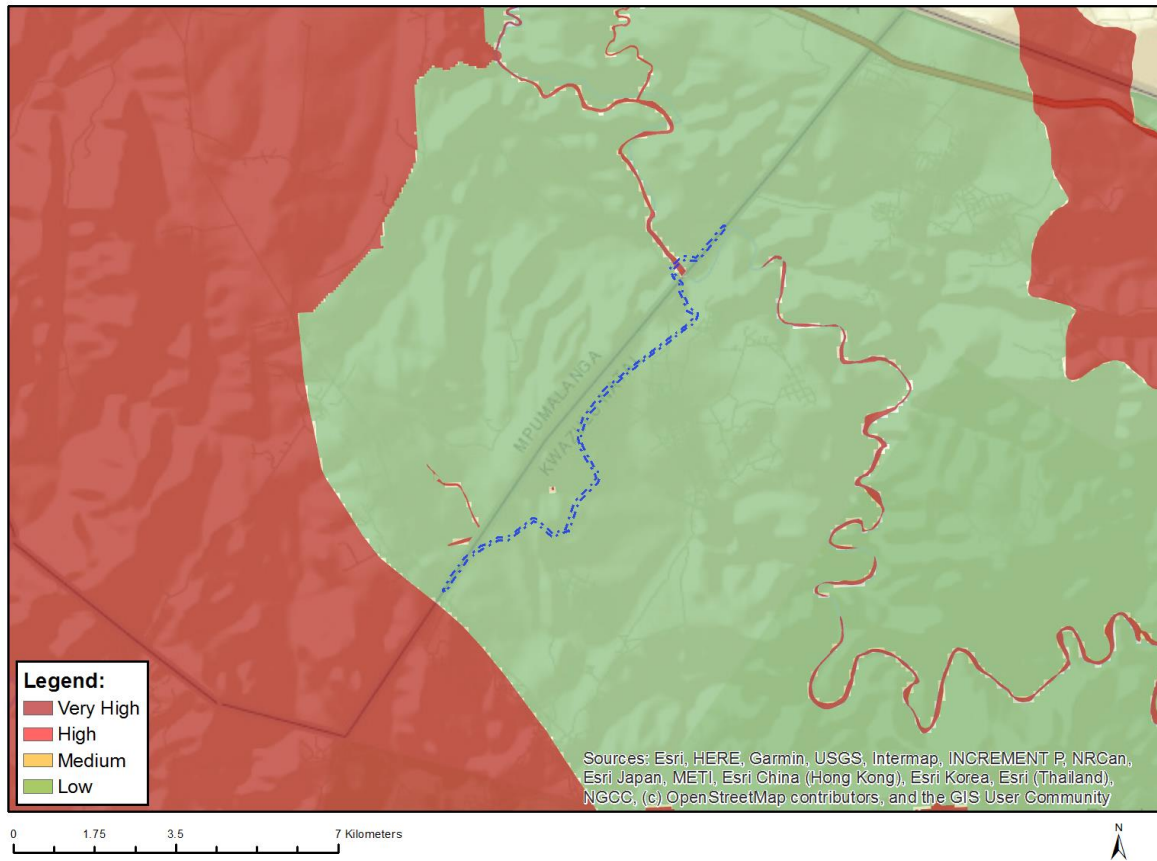 MPUMALANGA
KWAZULU-NATAL
Legend:
Very High
High
Medium
Low
Sources: Esri, HERE, Garmin, USGS, Intermap, INCREMENT P, NRCan,
Esri Japan, METI, Esri China (Hong Kong), Esri Korea, Esri (Thailand),
NGCC, (c) OpenStreetMap contributors, and the GIS User Community
0 1.75 3.5 7 Kilometers
N